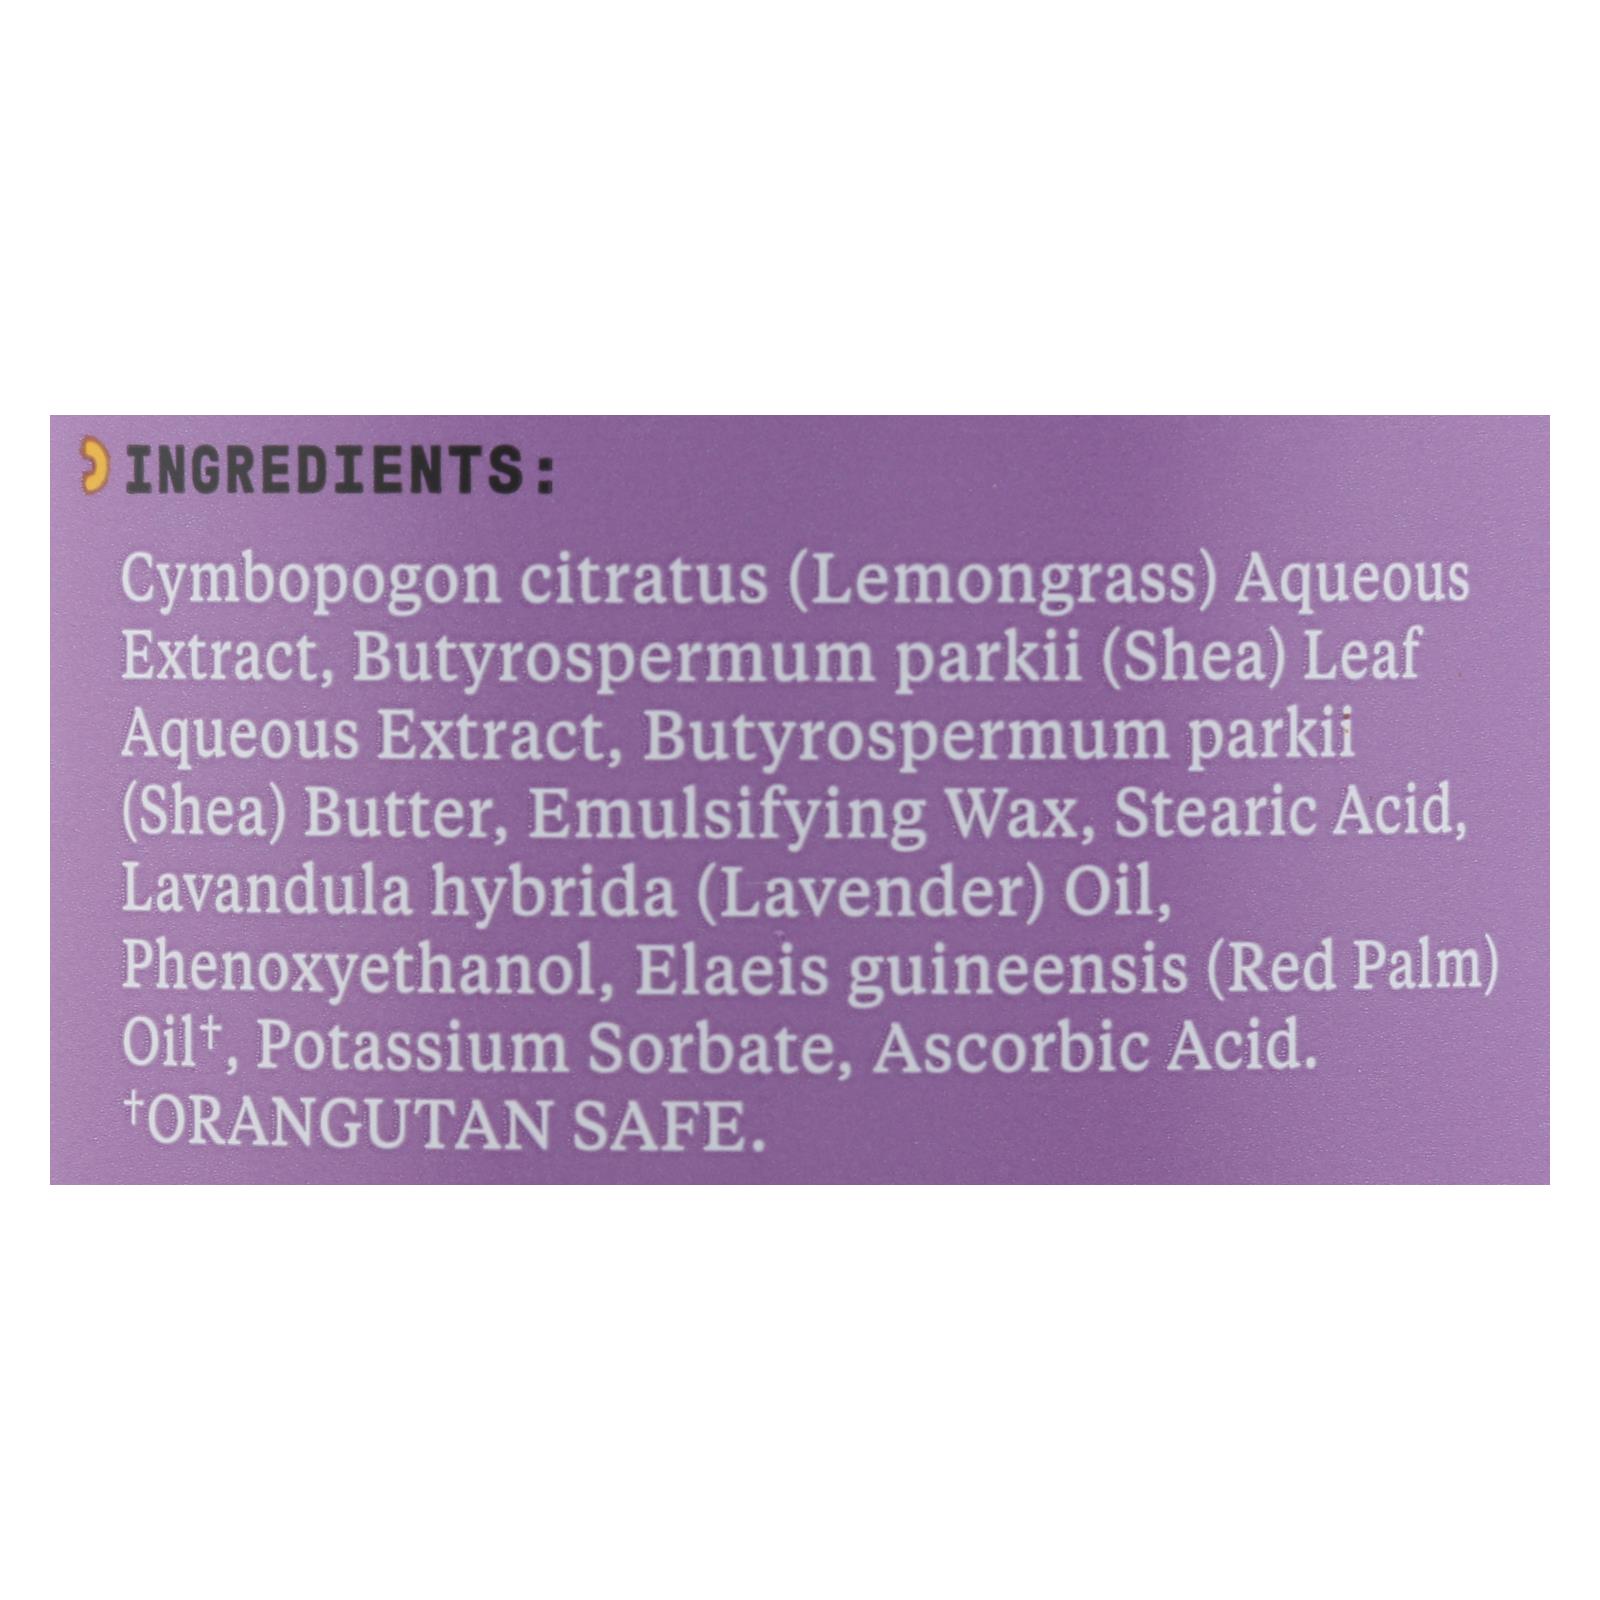 INGREDIENTS:
Cymbopogon citratus (Lemongrass) Aqueous
Extract, Butyrospermum parkii (Shea) Leaf
Aqueous Extract, Butyrospermum parkii
(Shea) Butter, Emulsifying Wax, Stearic Acid,
Lavandula hybrida (Lavender) Oil,
Phenoxyethanol, Elaeis guineensis (Red Palm)
Oil†, Potassium Sorbate, Ascorbic Acid.
†ORANGUTAN SAFE.